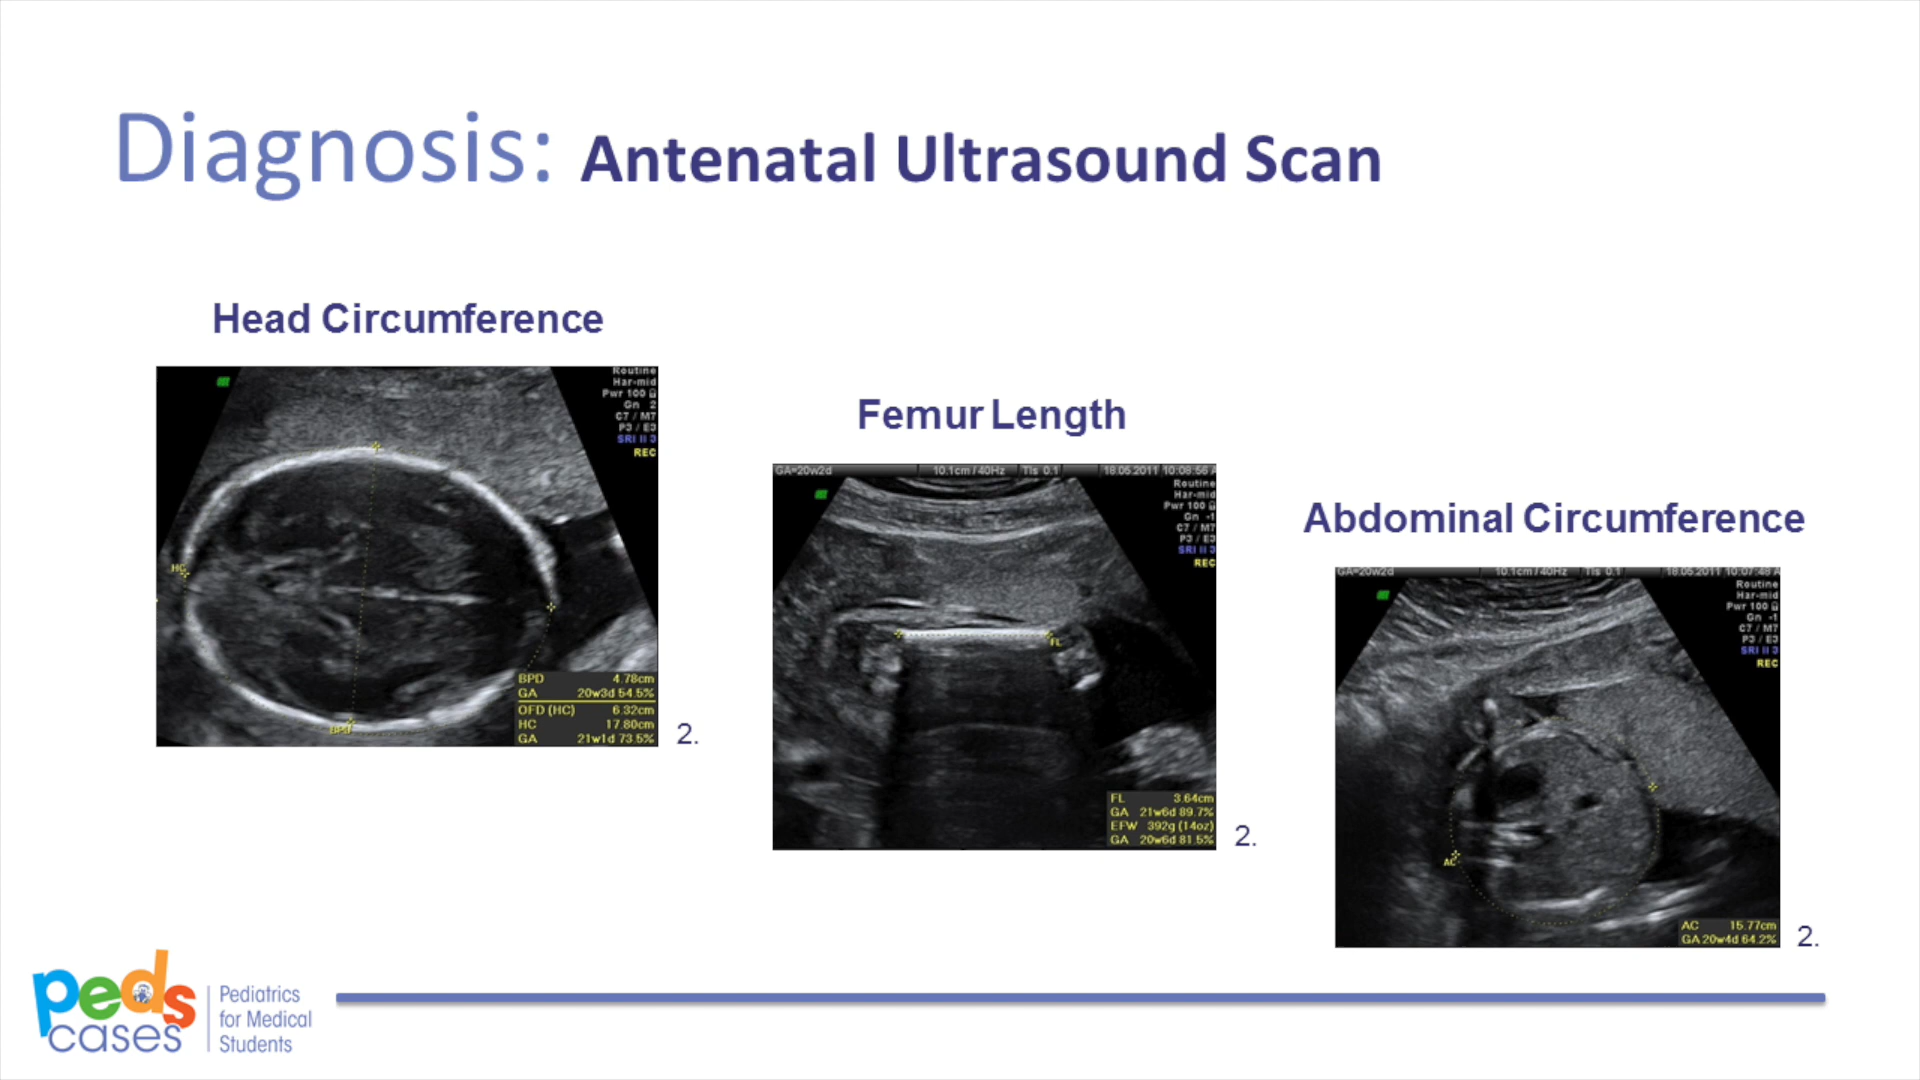 Diagnosis: Antenatal Ultrasound Scan
Head Circumference
Routine
Har-mid
Pwr 100
Gn 2
C7 / M7
P3 / E3
SRI II 3
REC
HC
BPD
BPD 4.78cm
GA 20w3d 54.5%
OFD (HC) 6.32cm
HC 17.80cm
GA 21w1d 73.5%
2.
Femur Length
GA=20w2d 10.1cm / 40Hz TIs 0.1 18.05.2011 10:08:56 A
Routine
Har-mid
Pwr 100
Gn -1
C7 / M7
P3 / E3
SRI II 3
REC
FL
FL 3.64cm
GA 21w6d 89.7%
EFW 392g (14oz)
GA 20w6d 81.5%
2.
Abdominal Circumference
GA=20w2d 10.1cm / 40Hz TIs 0.1 18.05.2011 10:07:48 A
Routine
Har-mid
Pwr 100
Gn -1
C7 / M7
P3 / E3
SRI II 3
REC
AC
AC 15.77cm
GA 20w4d 64.2%
2.
peds
cases
Pediatrics
for Medical
Students